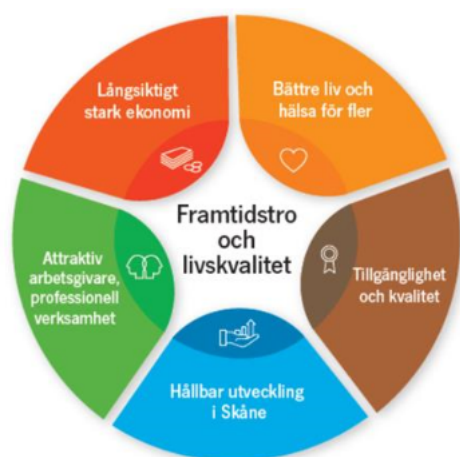 Långsiktigt
stark ekonomi
Bättre liv och
hälsa för fler
Framtidstro
och
livskvalitet
Attraktiv
arbetsgivare,
professionell
verksamhet
Tillgänglighet
och kvalitet
Hållbar utveckling
i Skåne